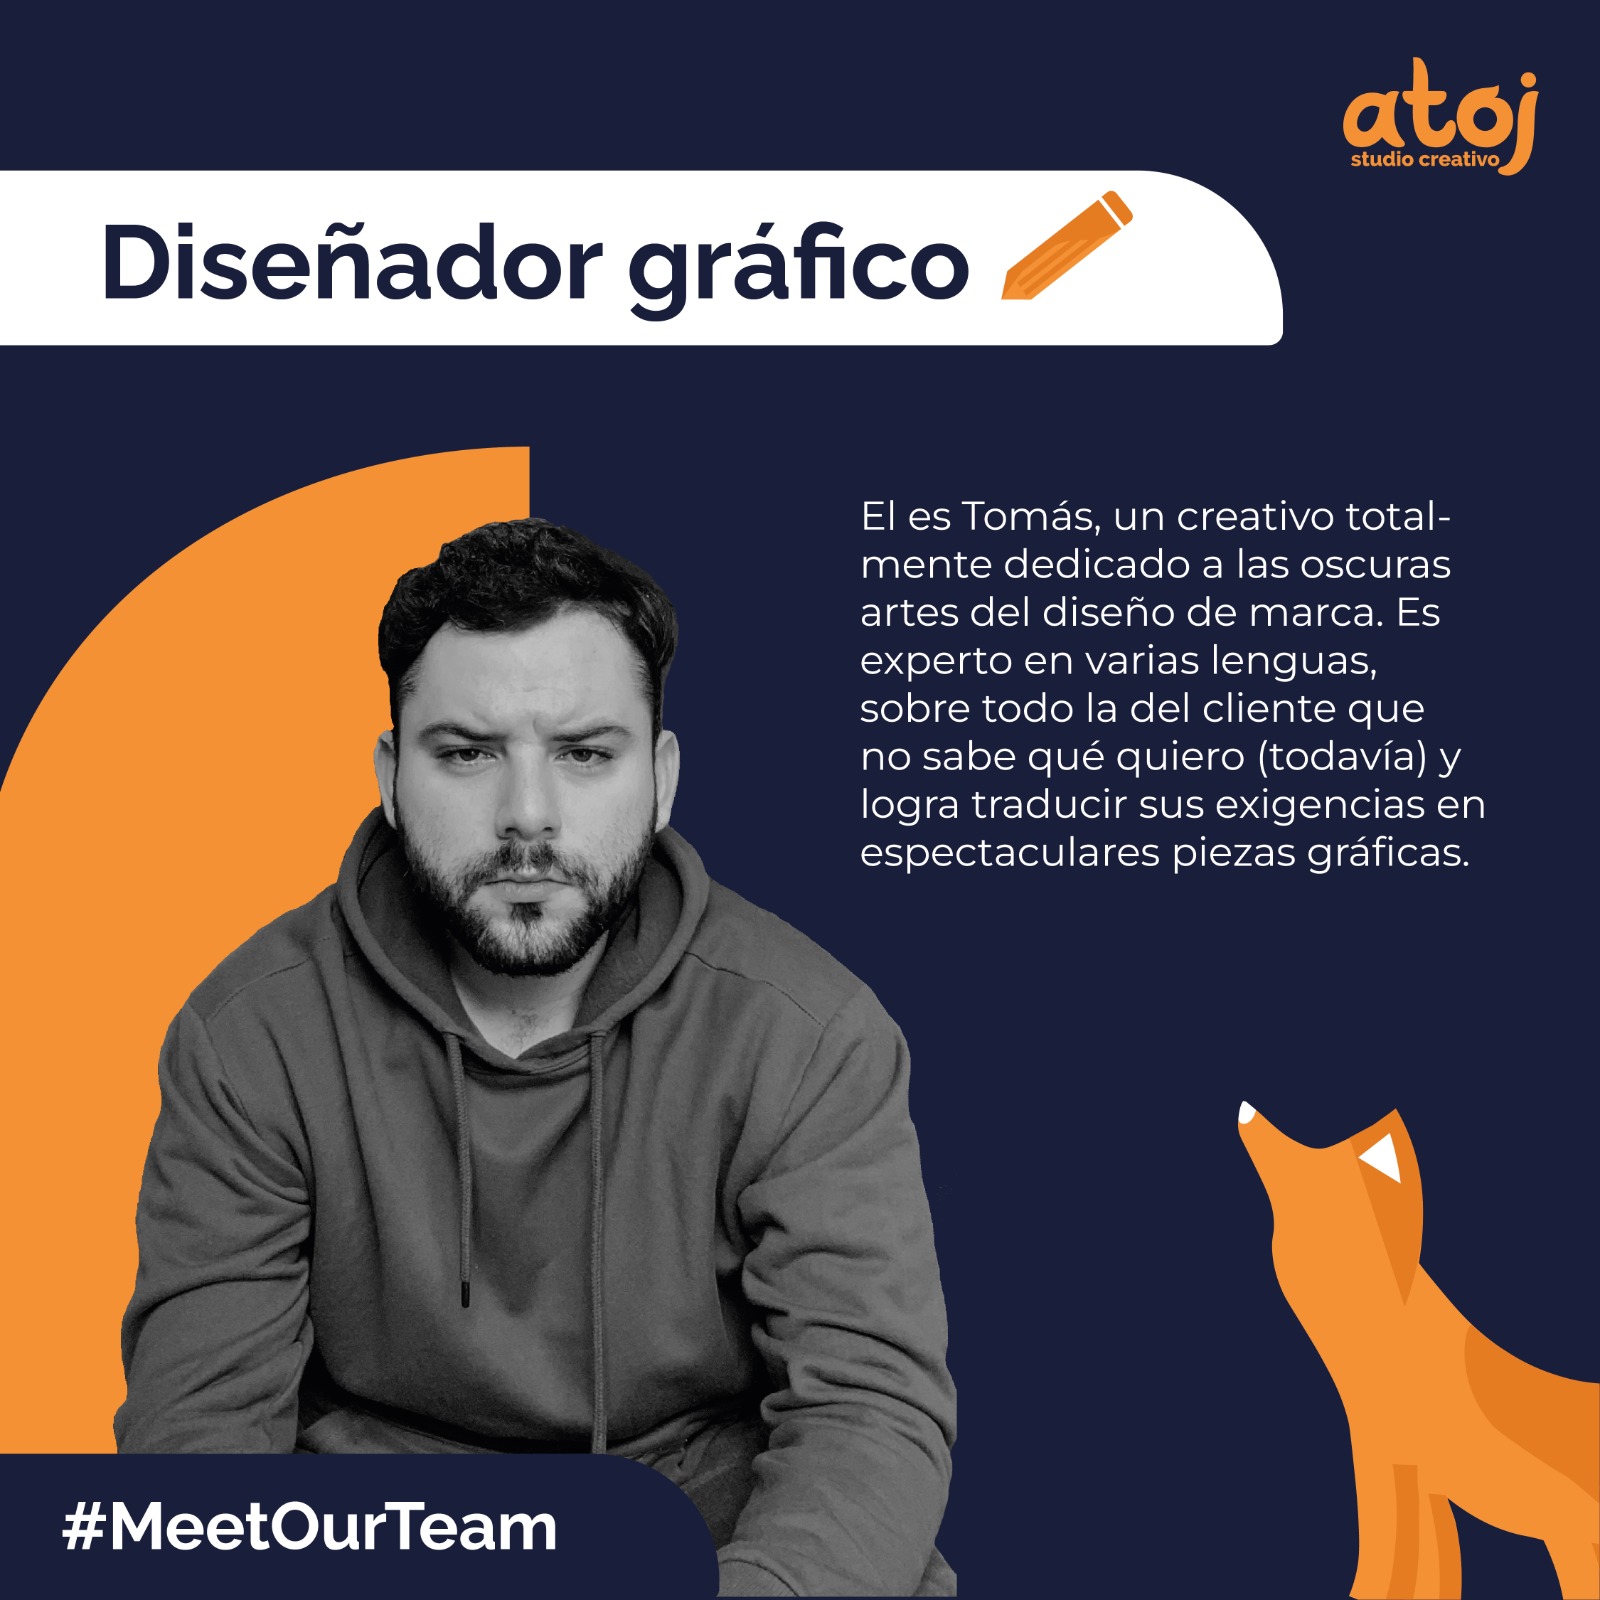 atoj
studio creativo
Diseñador gráfico
El es Tomás, un creativo total-
mente dedicado a las oscuras
artes del diseño de marca. Es
experto en varias lenguas,
sobre todo la del cliente que
no sabe qué quiero (todavía) y
logra traducir sus exigencias en
espectaculares piezas gráficas.
#MeetOurTeam